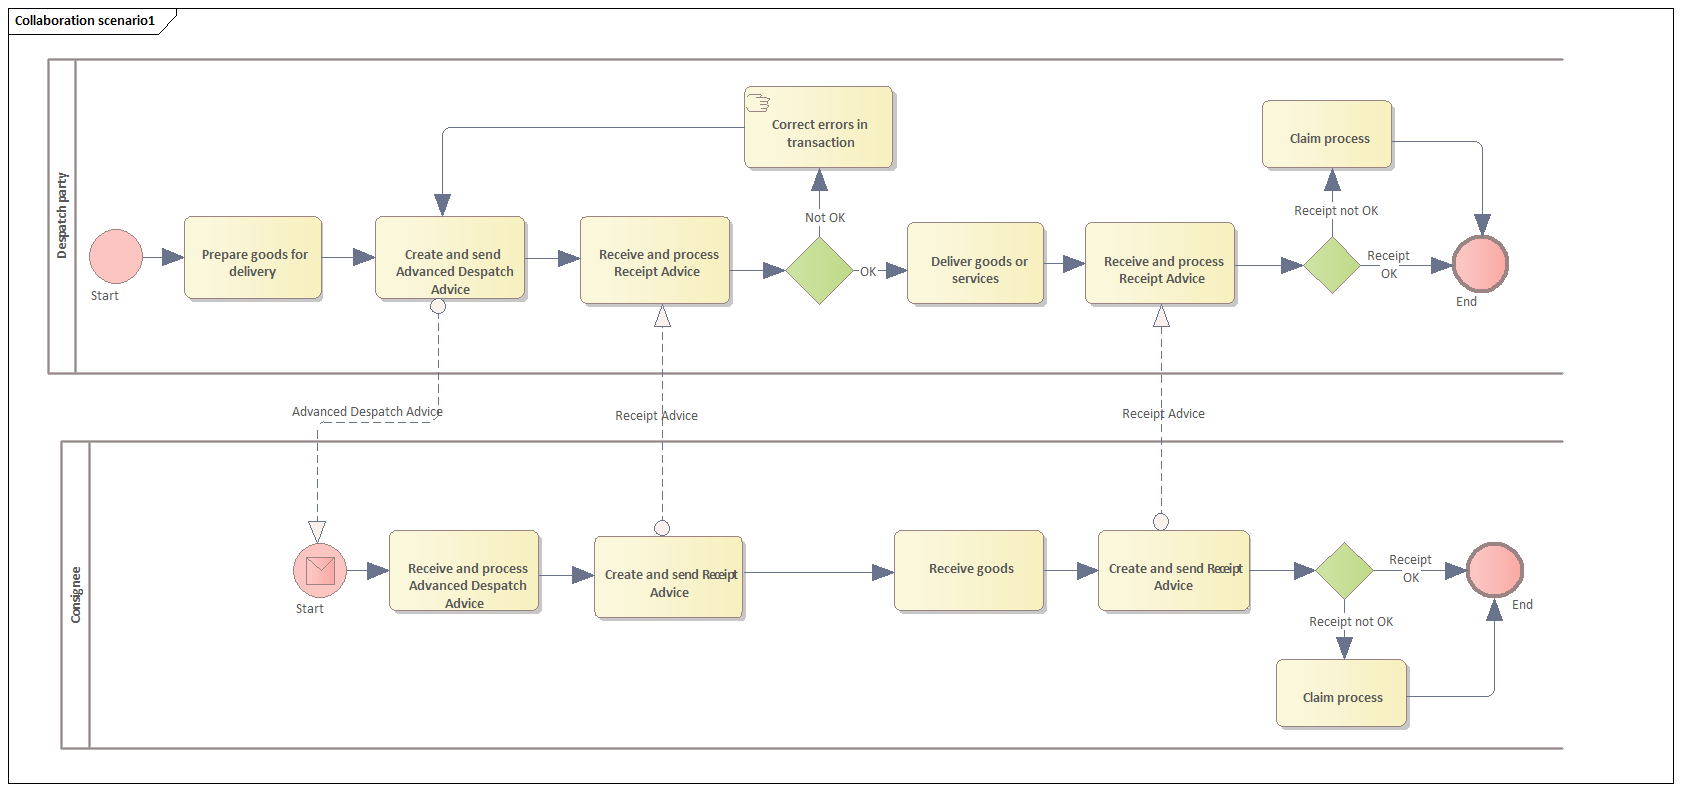 Collaboration scenario1
Despatch party
Correct errors in
transaction
Claim process
Not OK
Receipt not OK
Start
Prepare goods for
delivery
Create and send
Advanced Despatch
Advice
Receive and process
Receipt Advice
OK
Deliver goods or
services
Receive and process
Receipt Advice
Receipt
OK
End
Advanced Despatch Advice
Receipt Advice
Receipt Advice
Consignee
Start
Receive and process
Advanced Despatch
Advice
Create and send Receipt
Advice
Receive goods
Create and send Receipt
Advice
Receipt
OK
End
Receipt not OK
Claim process